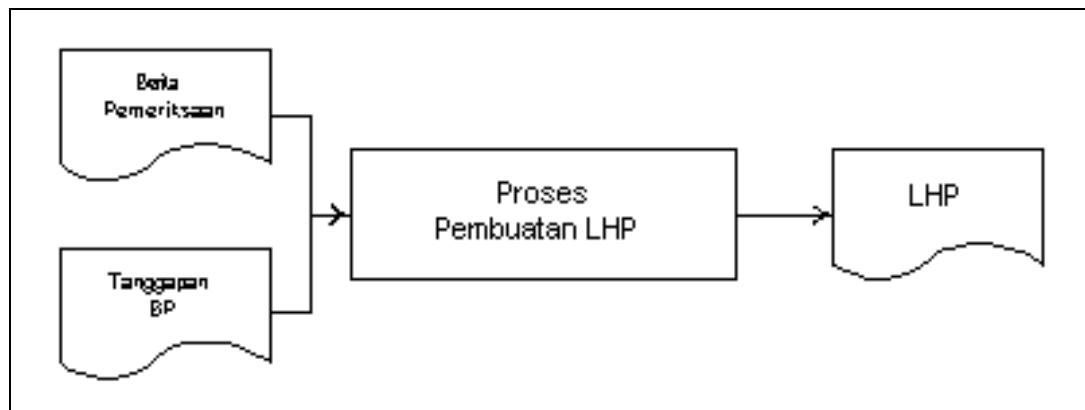 Berita
Pemeriksaan
Proses
Pembuatan LHP
LHP
Tanggapan
BP